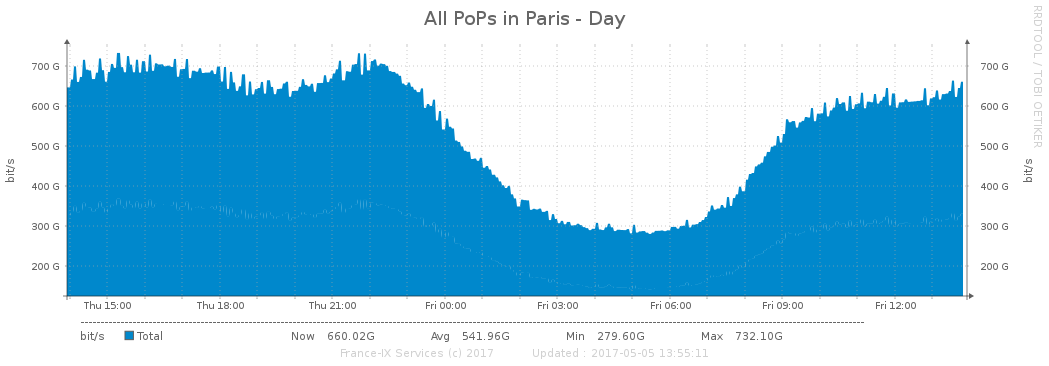 All PoPs in Paris - Day
RRDTOOL / TOBI OETIKER
bit/s
700 G
600 G
500 G
400 G
300 G
200 G
700 G
600 G
500 G
400 G
300 G
200 G
bit/s
Thu 15:00 Thu 18:00 Thu 21:00 Fri 00:00 Fri 03:00 Fri 06:00 Fri 09:00 Fri 12:00
bit/s Total Now 660.02G Avg 541.96G Min 279.60G Max 732.10G
France-IX Services (c) 2017 Updated : 2017-05-05 13:55:11